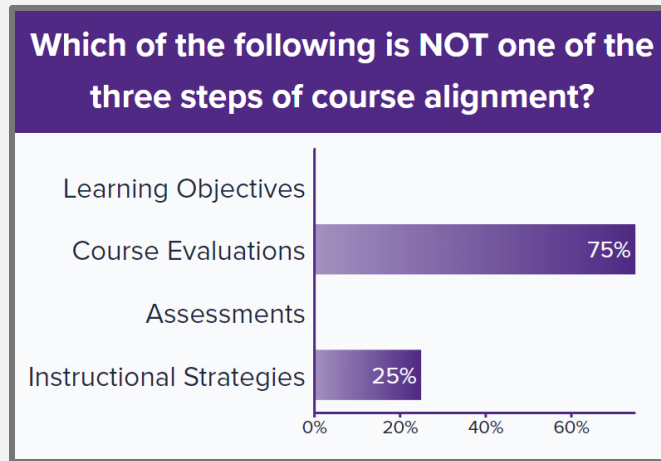 Which of the following is NOT one of the
three steps of course alignment?
Learning Objectives
Course Evaluations
75%
Assessments
Instructional Strategies
25%
0%
20%
40%
60%